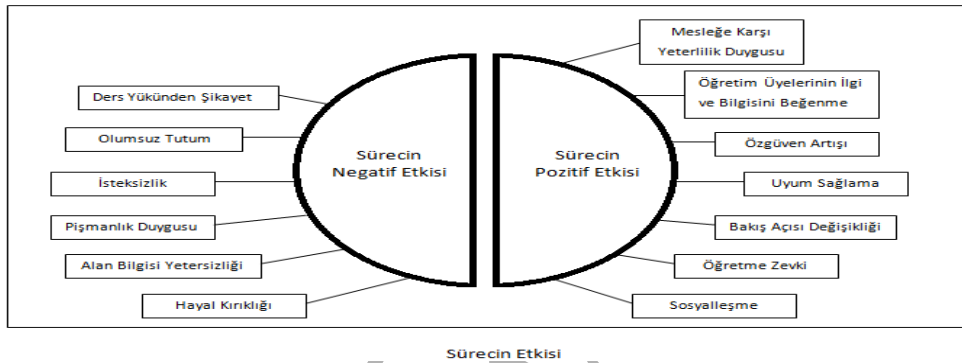 Ders Yükünden Şikayet
Olumsuz Tutum
İsteksizlik
Pişmanlık Duygusu
Alan Bilgisi Yetersizliği
Hayal Kırıklığı
Sürecin
Negatif Etkisi
Sürecin
Pozitif Etkisi
Mesleğe Karşı
Yeterlilik Duygusu
Öğretim Üyelerinin İlgi
ve Bilgisini Beğenme
Özgüven Artışı
Uyum Sağlama
Bakış Açısı Değişikliği
Öğretme Zevki
Sosyalleşme
Sürecin Etkisi